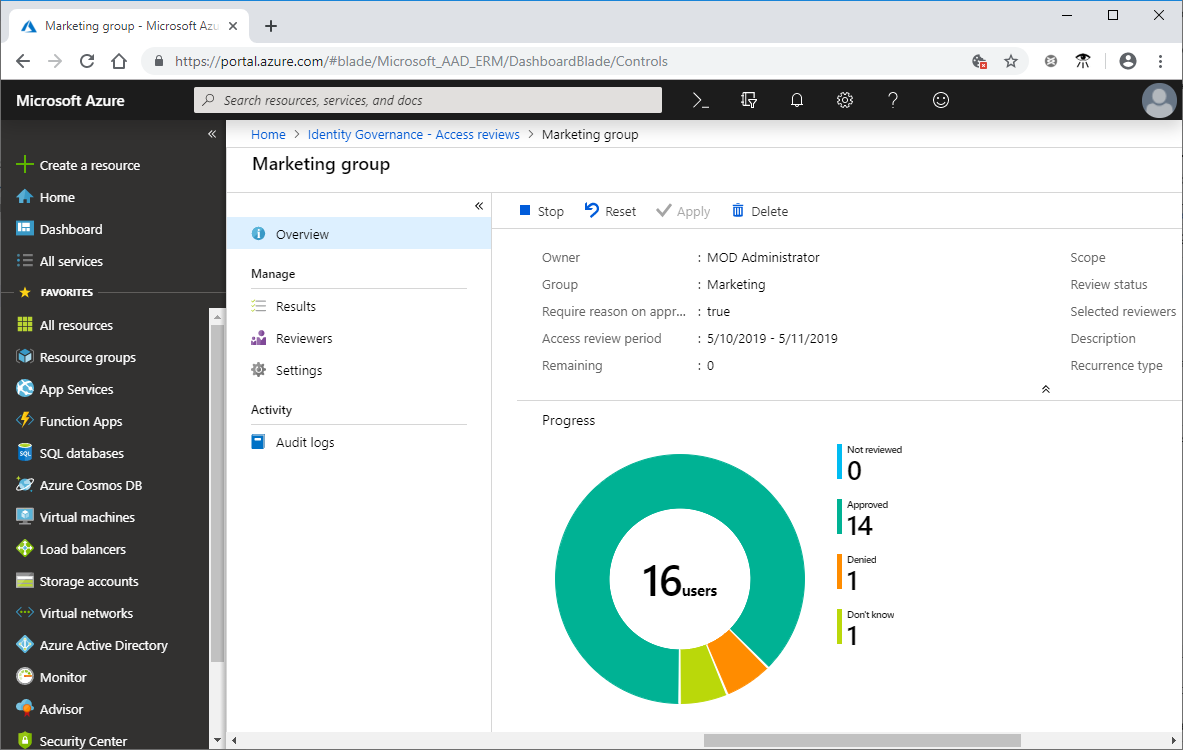 Marketing group - Microsoft Azu
https://portal.azure.com/#blade/Microsoft_AAD_ERM/DashboardBlade/Controls
Microsoft Azure
Search resources, services, and docs
Home > Identity Governance - Access reviews > Marketing group
Marketing group
Create a resource
Home
Dashboard
All services
FAVORITES
All resources
Resource groups
App Services
Function Apps
SQL databases
Azure Cosmos DB
Virtual machines
Load balancers
Storage accounts
Virtual networks
Azure Active Directory
Monitor
Advisor
Security Center
Overview
Manage
Results
Reviewers
Settings
Activity
Audit logs
Stop Reset Apply Delete
Owner : MOD Administrator Scope
Group : Marketing Review status
Require reason on appr... : true Selected reviewers
Access review period : 5/10/2019 - 5/11/2019 Description
Remaining : 0 Recurrence type
Progress
16 users
Not reviewed
0
Approved
14
Denied
1
Don't know
1